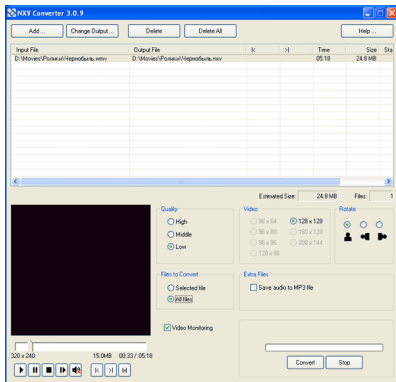 NXV Converter 3.0.9
Add ... Change Output ... Delete Delete All Help ...
Input File Output File |< >| Time Size Sta
D:\Movies\Ролики\Чернобыль.wmv D:\Movies\Ролики\Чернобыль.nxv 05:18 24.8 MB
Estimated Size: 24.8 MB Files: 1
Quality Video Rotate
High 96 x 64 128 x 128
Middle 96 x 80 160 x 128
Low 96 x 96 200 x 144
128 x 96
Files to Convert Extra Files
Selected file Save audio to MP3 file
All files
Video Monitoring
320 x 240 15.0MB 00:33 / 05:18
Convert Stop